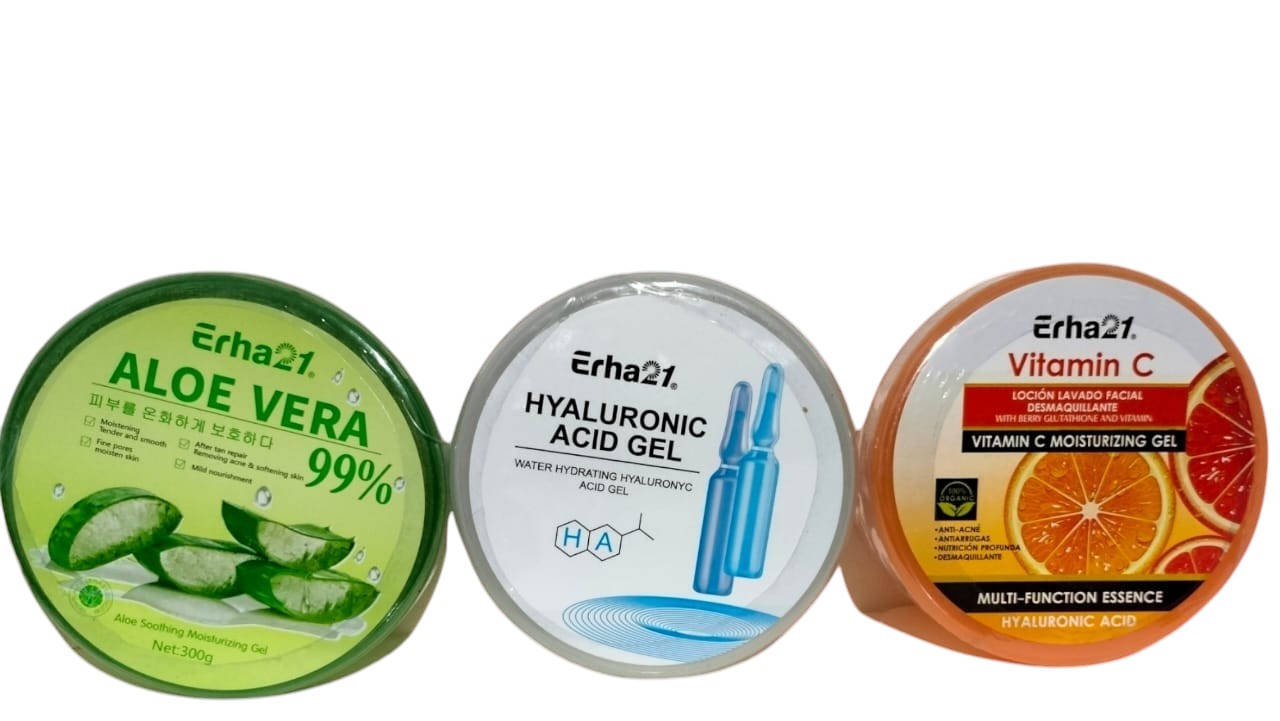 Erha21.
ALOE VERA
피부를 온화하게 보호하다
Moistening
Tender and smooth
Fine pores
moisten skin
After tan repair
Removing acne & softening skin
Mild nourishment
99%
Aloe Soothing Moisturizing Gel
Net:300g
Erha21.
HYALURONIC
ACID GEL
WATER HYDRATING HYALURONYC
ACID GEL
HA
Erha21.
Vitamin C
LOCIÓN LAVADO FACIAL
DESMAQUILLANTE
WITH BERRY GLUTATHIONE AND VITAMIN
VITAMIN C MOISTURIZING GEL
100%
ORGANIC
•ANTI-ACNÉ
•ANTIARRUGAS
•NUTRICIÓN PROFUNDA
•DESMAQUILLANTE
MULTI-FUNCTION ESSENCE
HYALURONIC ACID